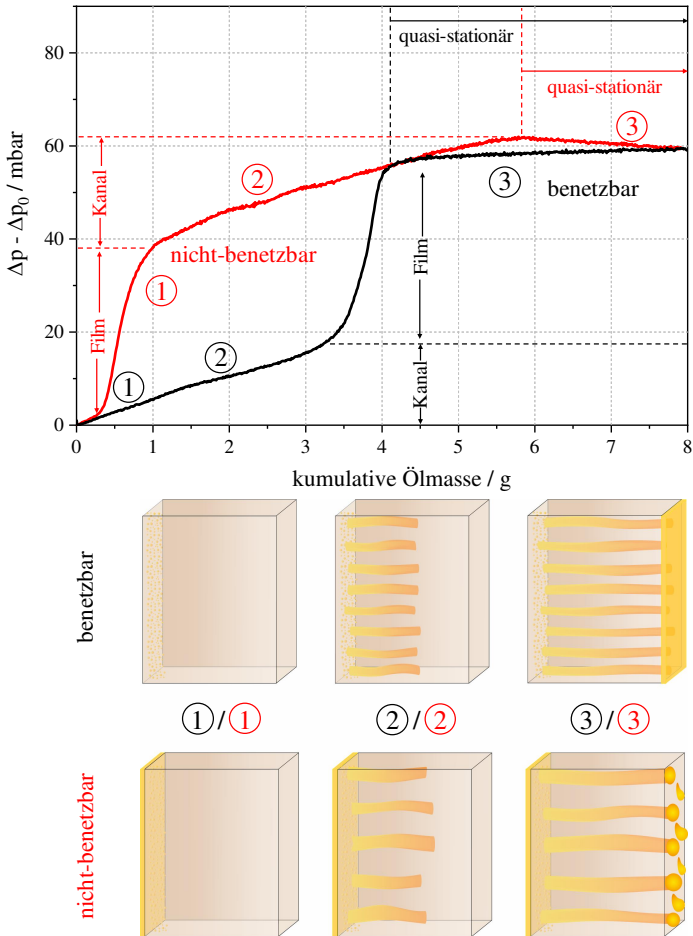 80
60
40
20
0
Δp - Δp0 / mbar
quasi-stationär
quasi-stationär
Kanal
Film
1
2
3
nicht-benetzbar
benetzbar
1
2
3
Film
Kanal
0 1 2 3 4 5 6 7 8
kumulative Ölmasse / g
benetzbar
1 / 1 2 / 2 3 / 3
nicht-benetzbar